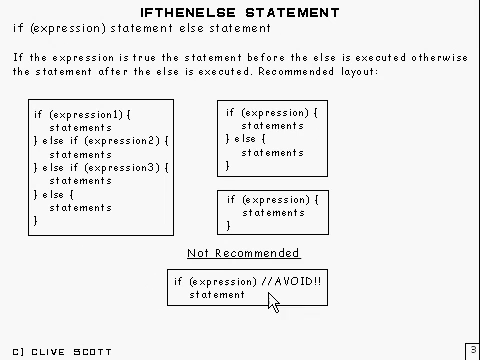 IFTHENELSE STATEMENT
if (expression) statement else statement
If the expression is true the statement before the else is executed otherwise
the statement after the else is executed. Recommended layout:
if (expression1) {
statements
} else if (expression2) {
statements
} else if (expression3) {
statements
} else {
statements
}
if (expression) {
statements
} else {
statements
}
if (expression) {
statements
}
Not Recommended
if (expression) //AVOID!!
statement
C] CLIVE SCOTT
3